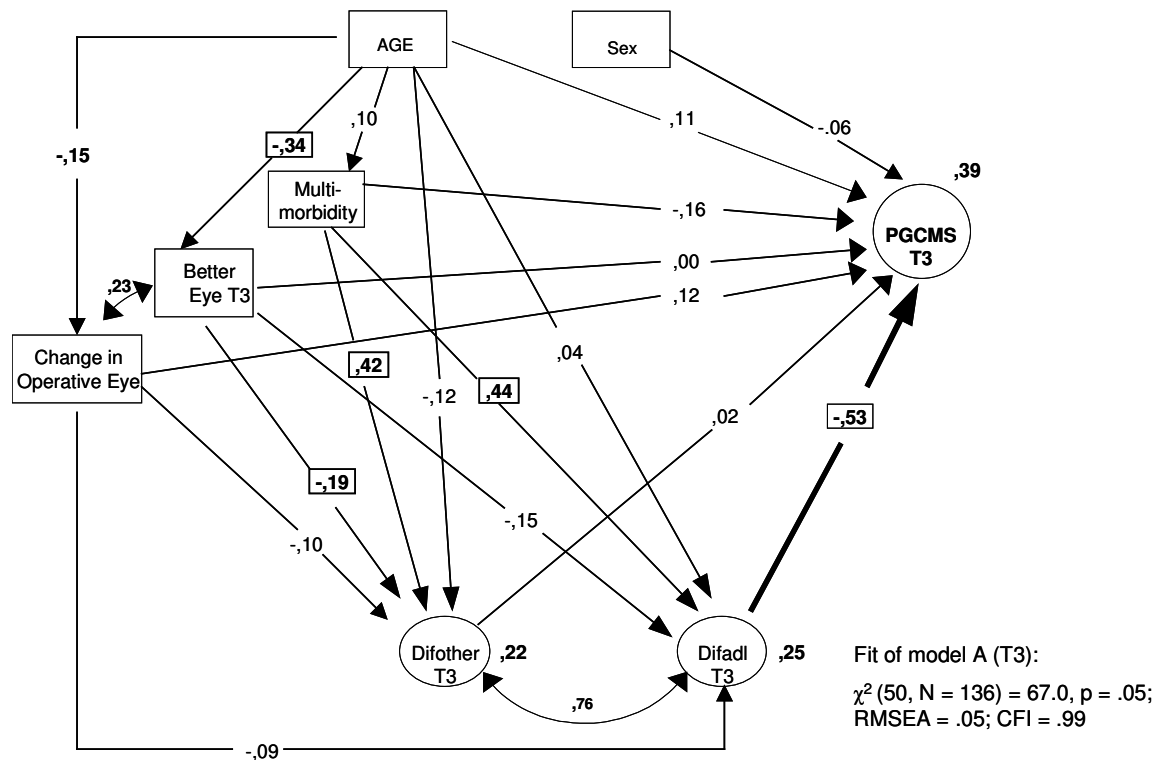 AGE
Sex
,10
,11
-.06
-,15
-,34
,39
Multi-
morbidity
-,16
PGCMS
T3
Better
Eye T3
,00
,23
,12
Change in
Operative Eye
,04
,42
-,12
,44
,02
-,53
-,19
-,15
-,10
Difother
T3
,22
Difadl
T3
,25
,76
-,09
Fit of model A (T3):
χ² (50, N = 136) = 67.0, p = .05;
RMSEA = .05; CFI = .99